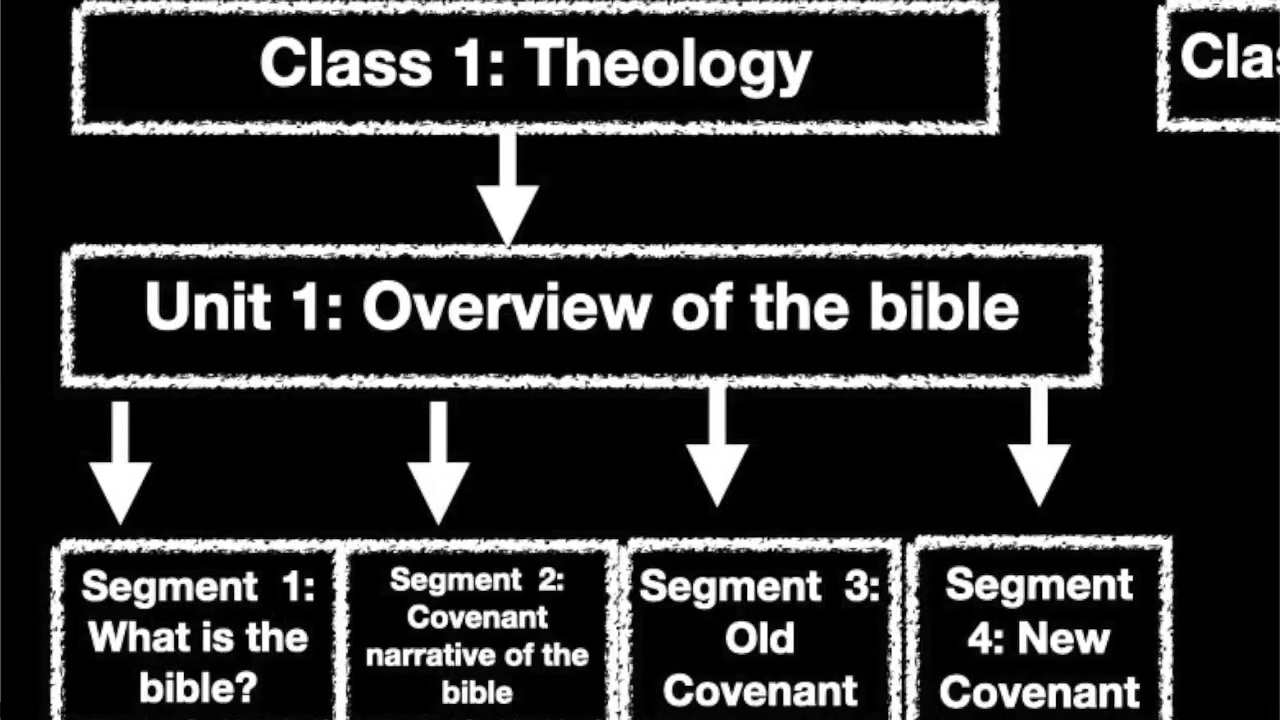 Class 1: Theology
Unit 1: Overview of the bible
Segment 1:
What is the
bible?
Segment 2:
Covenant
narrative of the
bible
Segment 3:
Old
Covenant
Segment
4: New
Covenant